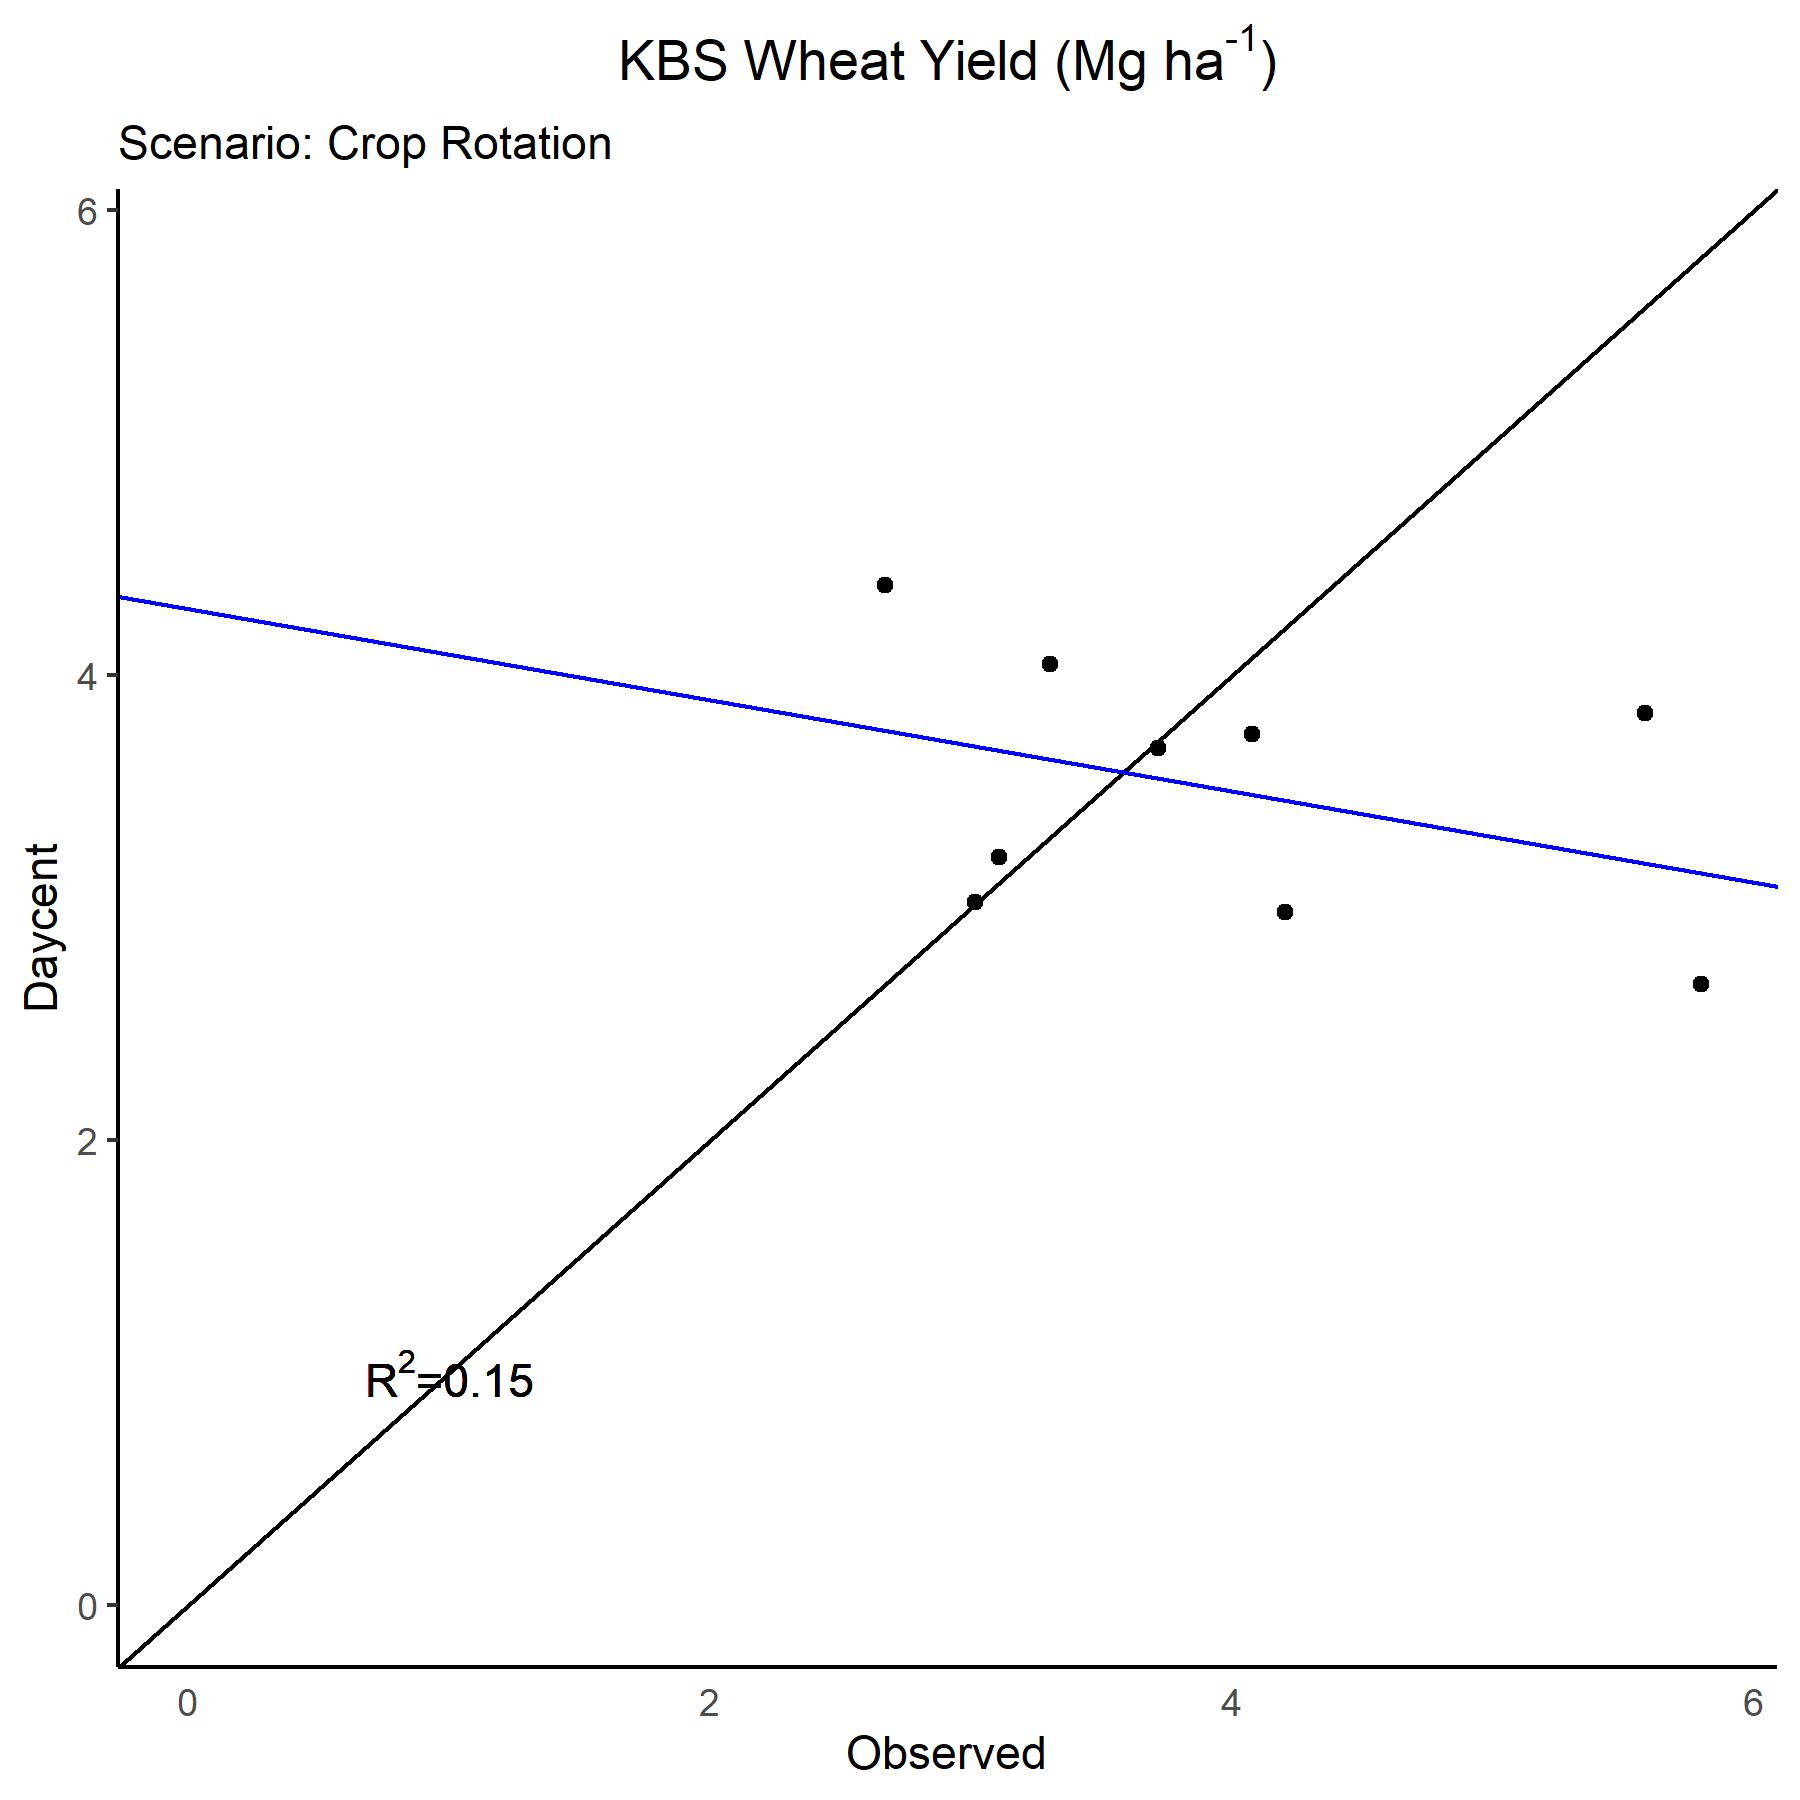 KBS Wheat Yield (Mg ha⁻¹)
Scenario: Crop Rotation
6
4
2
0
Daycent
R²=0.15
0 2 4 6
Observed